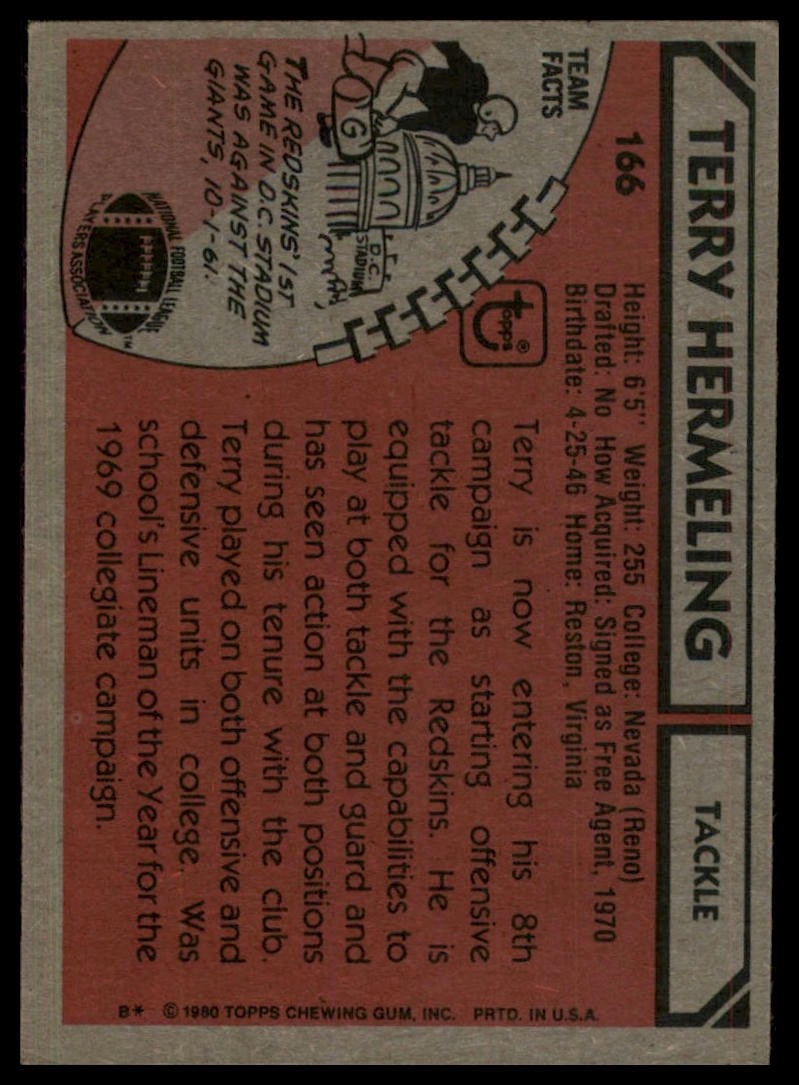 TERRY HERMELING
TACKLE
166
Height: 6'5" Weight: 255 College: Nevada (Reno)
Drafted: No How Acquired: Signed as Free Agent, 1970
Birthdate: 4-25-46 Home: Reston, Virginia
TEAM
FACTS
G
D.C.
STADIUM
THE REDSKINS' 1ST
GAME IN D.C. STADIUM
WAS AGAINST THE
GIANTS, 10-1-61.
NATIONAL FOOTBALL LEAGUE
PLAYERS ASSOCIATION™
topps®
Terry is now entering his 8th
campaign as starting offensive
tackle for the Redskins. He is
equipped with the capabilities to
play at both tackle and guard and
has seen action at both positions
during his tenure with the club.
Terry played on both offensive and
defensive units in college. Was
school's Lineman of the Year for the
1969 collegiate campaign.
B* © 1980 TOPPS CHEWING GUM, INC. PRTD. IN U.S.A.